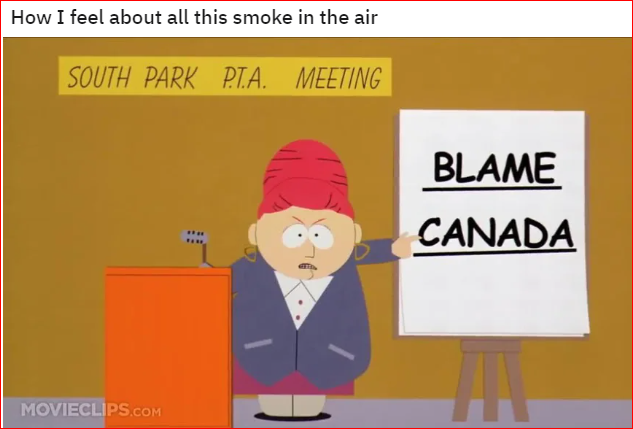 How I feel about all this smoke in the air
SOUTH PARK P.T.A. MEETING
BLAME
CANADA
MOVIECLIPS.COM